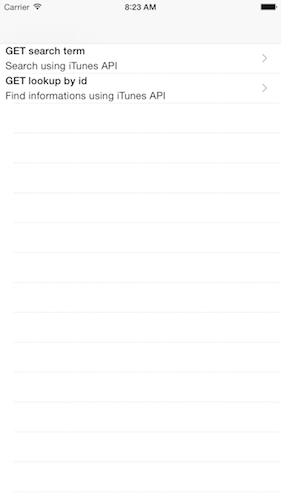 Carrier 8:23 AM
GET search term
Search using iTunes API
GET lookup by id
Find informations using iTunes API